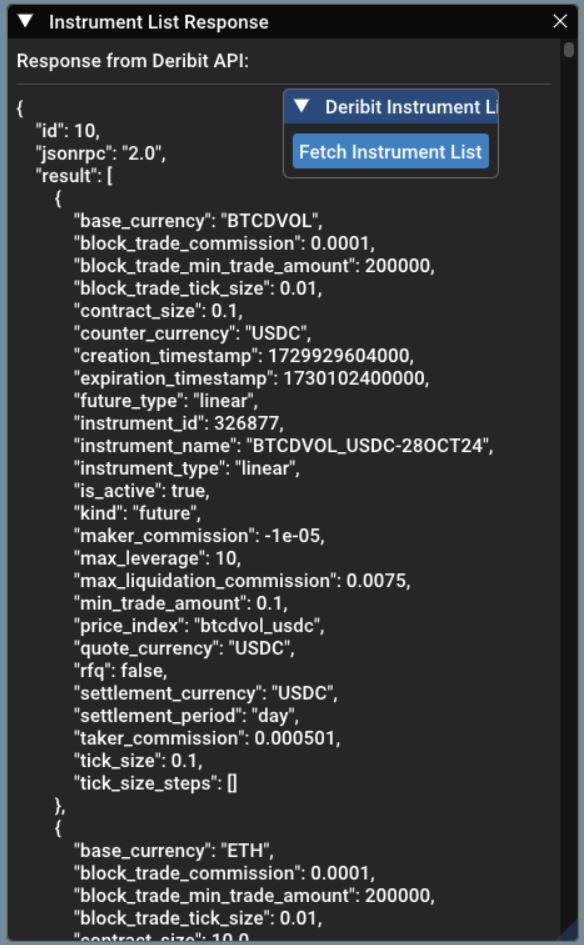 Instrument List Response
Response from Deribit API:
Deribit Instrument Li
Fetch Instrument List
{
"id": 10,
"jsonrpc": "2.0",
"result": [
{
"base_currency": "BTCDVOL",
"block_trade_commission": 0.0001,
"block_trade_min_trade_amount": 200000,
"block_trade_tick_size": 0.01,
"contract_size": 0.1,
"counter_currency": "USDC",
"creation_timestamp": 1729929604000,
"expiration_timestamp": 1730102400000,
"future_type": "linear",
"instrument_id": 326877,
"instrument_name": "BTCDVOL_USDC-28OCT24",
"instrument_type": "linear",
"is_active": true,
"kind": "future",
"maker_commission": -1e-05,
"max_leverage": 10,
"max_liquidation_commission": 0.0075,
"min_trade_amount": 0.1,
"price_index": "btcdvol_usdc",
"quote_currency": "USDC",
"rfq": false,
"settlement_currency": "USDC",
"settlement_period": "day",
"taker_commission": 0.000501,
"tick_size": 0.1,
"tick_size_steps": []
},
{
"base_currency": "ETH",
"block_trade_commission": 0.0001,
"block_trade_min_trade_amount": 200000,
"block_trade_tick_size": 0.01,
"contract_size": 10.0